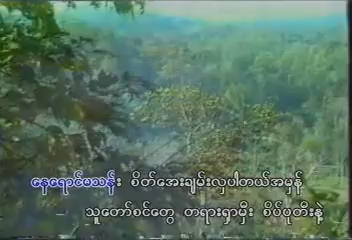 နေရောင်မသန်း စိတ်အေးချမ်းလှပါတယ်အမှန်
သူတော်စင်တွေ တရားရှာမှီး စိပ်ပုတီးနဲ့